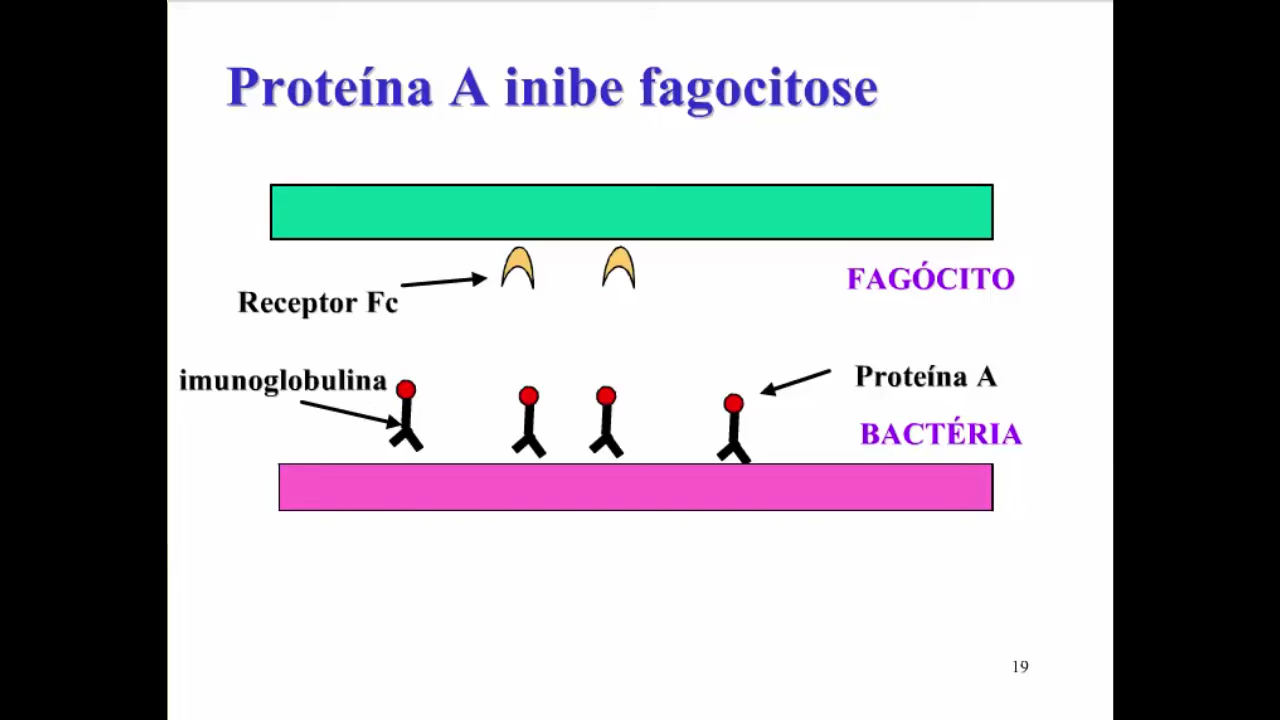 Proteína A inibe fagocitose
FAGÓCITO
Receptor Fc
imunoglobulina
Proteína A
BACTÉRIA
19